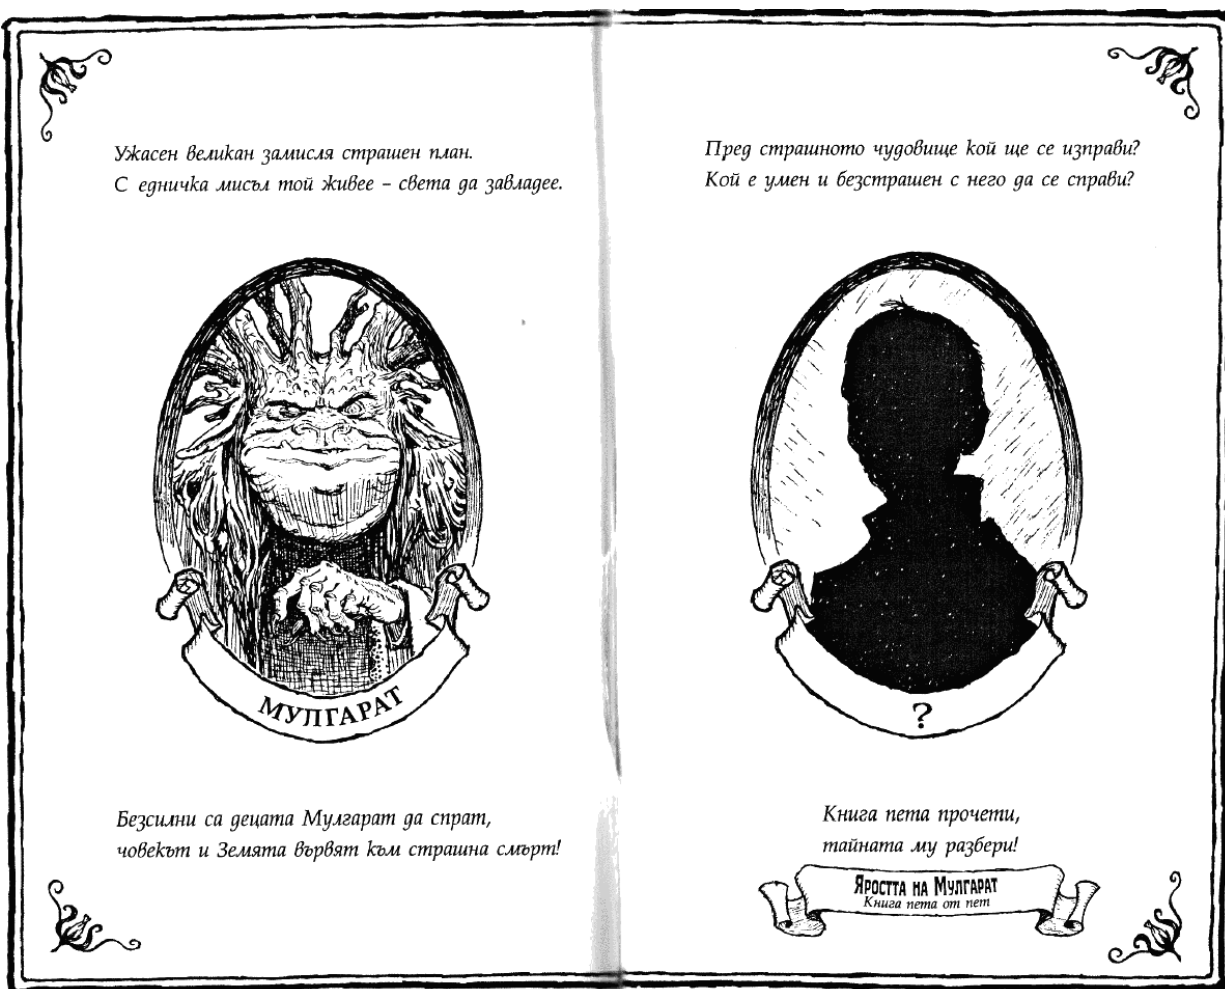 Ужасен великан замисля страшен план.
С едничка мисъл той живее – света да завладее.
МУЛГАРАТ
Безсилни са децата Мулгарат да спрат,
човекът и Земята вървят към страшна смърт!
Пред страшното чудовище кой ще се изправи?
Кой е умен и безстрашен с него да се справи?
?
Книга пета прочети,
тайната му разбери!
ЯРОСТТА НА МУЛГАРАТ
Книга пета от пет